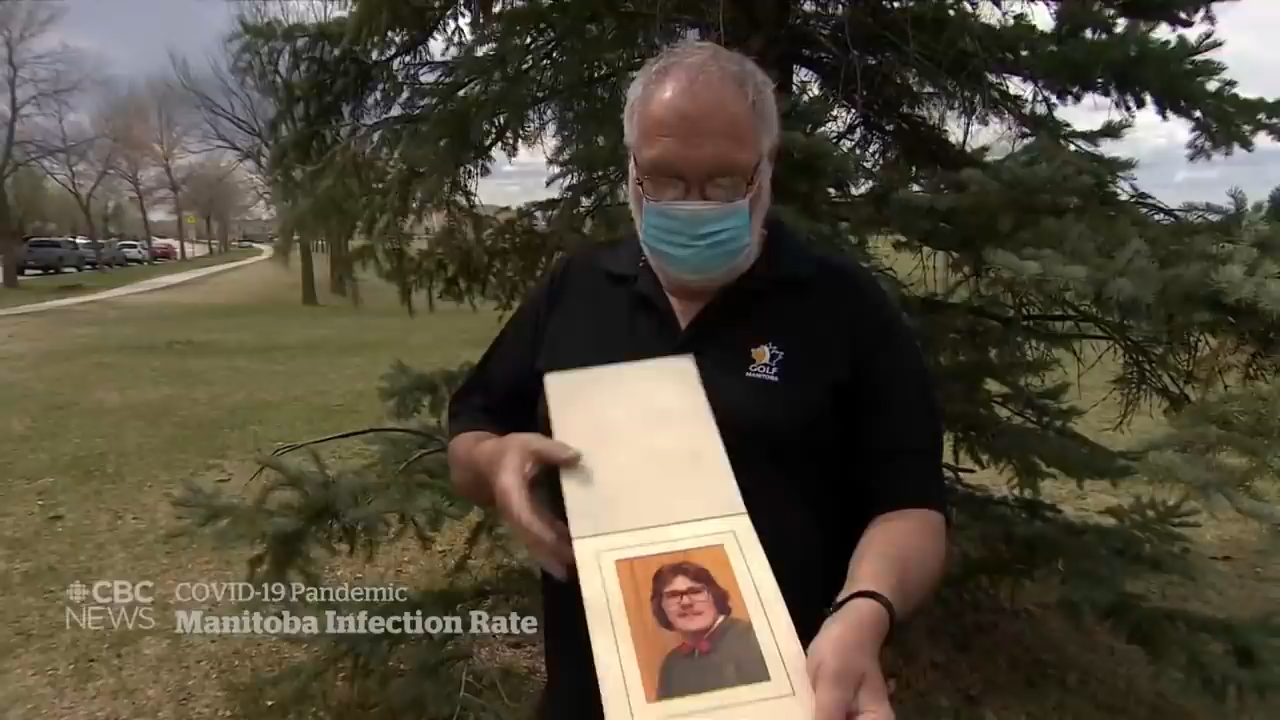 GOLF
MANITOBA
CBC
NEWS
COVID-19 Pandemic
Manitoba Infection Rate